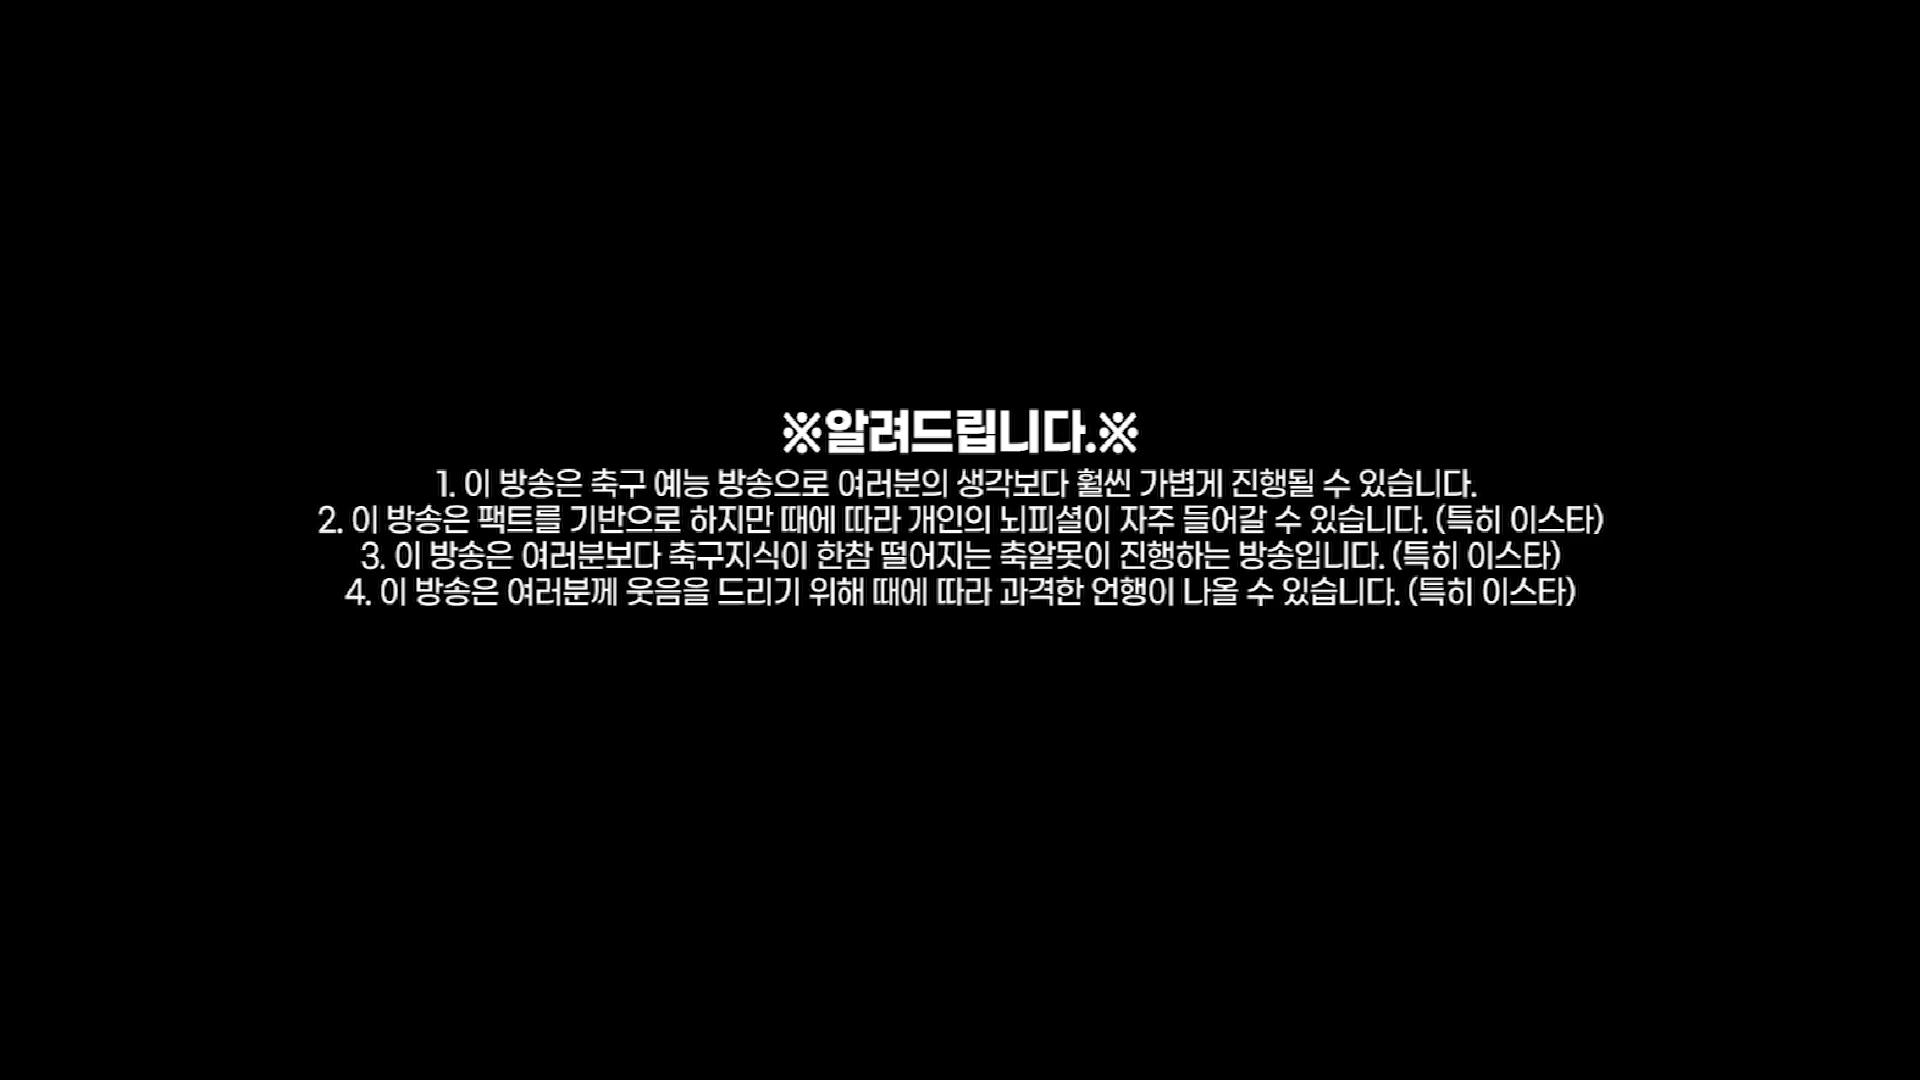 ※알려드립니다.※
1. 이 방송은 축구 예능 방송으로 여러분의 생각보다 훨씬 가볍게 진행될 수 있습니다.
2. 이 방송은 팩트를 기반으로 하지만 때에 따라 개인의 뇌피셜이 자주 들어갈 수 있습니다. (특히 이스타)
3. 이 방송은 여러분보다 축구지식이 한참 떨어지는 축알못이 진행하는 방송입니다. (특히 이스타)
4. 이 방송은 여러분께 웃음을 드리기 위해 때에 따라 과격한 언행이 나올 수 있습니다. (특히 이스타)